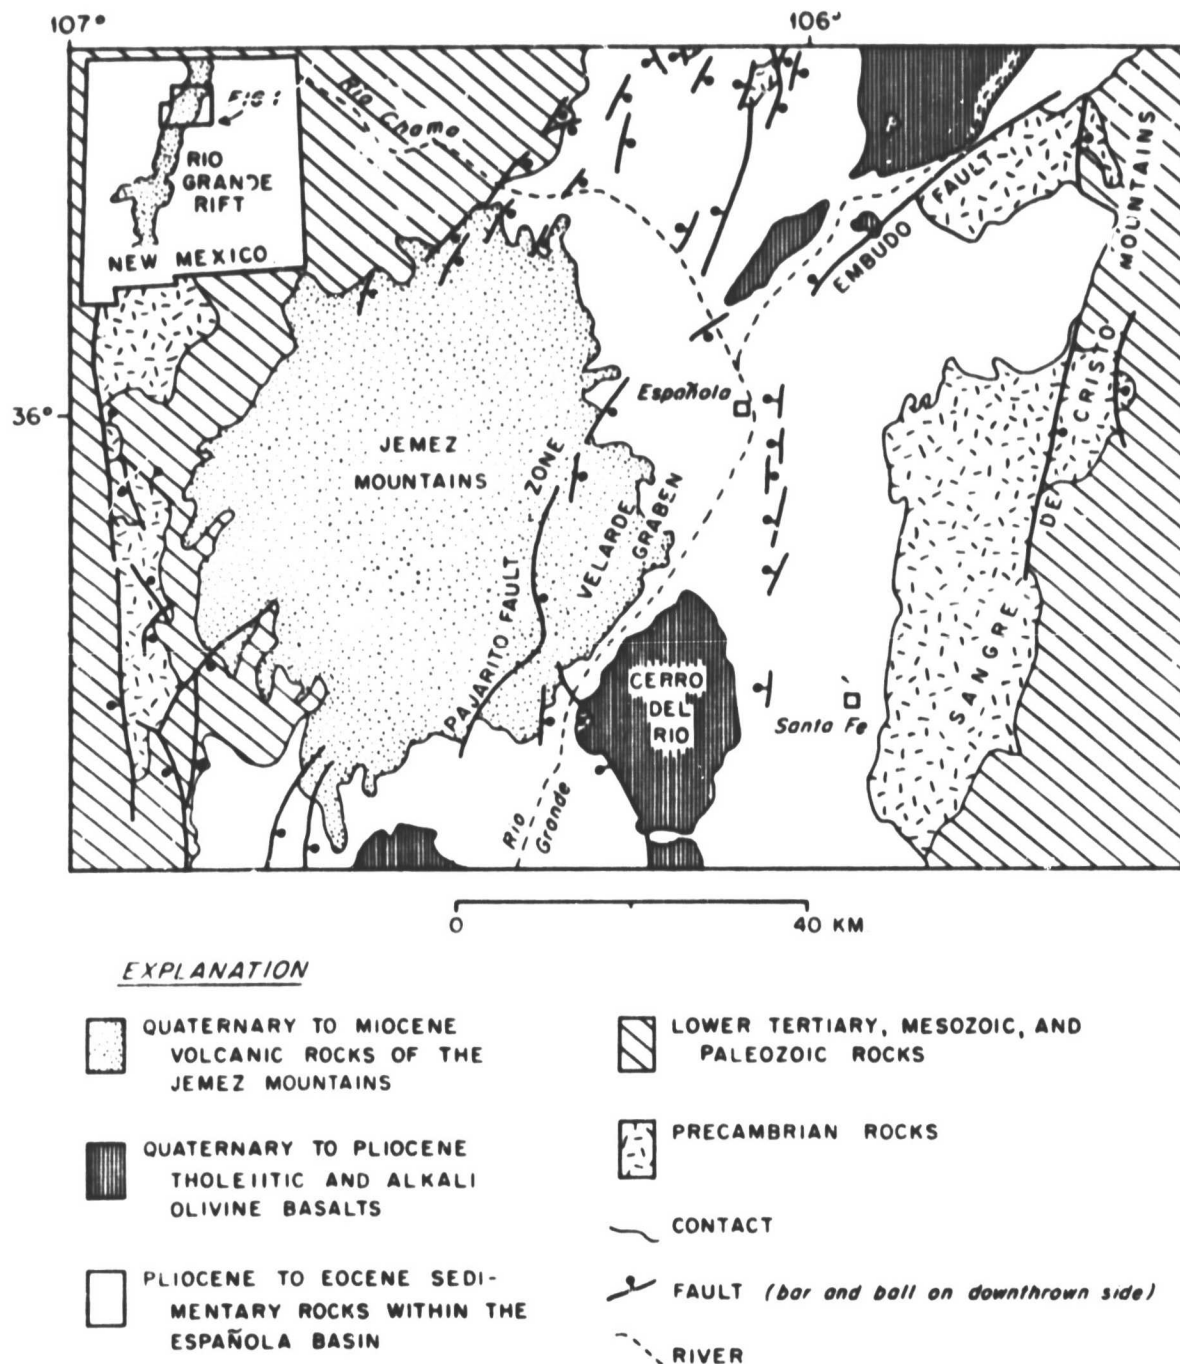 107°
106°
FIG 1
RIO
GRANDE
RIFT
NEW MEXICO
Rio Chama
EMBUDO FAULT
MOUNTAINS
36°
Española
JEMEZ
MOUNTAINS
PAJARITO FAULT ZONE
VELARDE
GRABEN
SANGRE DE CRISTO
CERRO
DEL
RIO
Santa Fe
Rio
Grande
0
40 KM
EXPLANATION
QUATERNARY TO MIOCENE
VOLCANIC ROCKS OF THE
JEMEZ MOUNTAINS
QUATERNARY TO PLIOCENE
THOLEIITIC AND ALKALI
OLIVINE BASALTS
PLIOCENE TO EOCENE SEDI-
MENTARY ROCKS WITHIN THE
ESPAÑOLA BASIN
LOWER TERTIARY, MESOZOIC, AND
PALEOZOIC ROCKS
PRECAMBRIAN ROCKS
CONTACT
FAULT (bar and ball on downthrown side)
RIVER